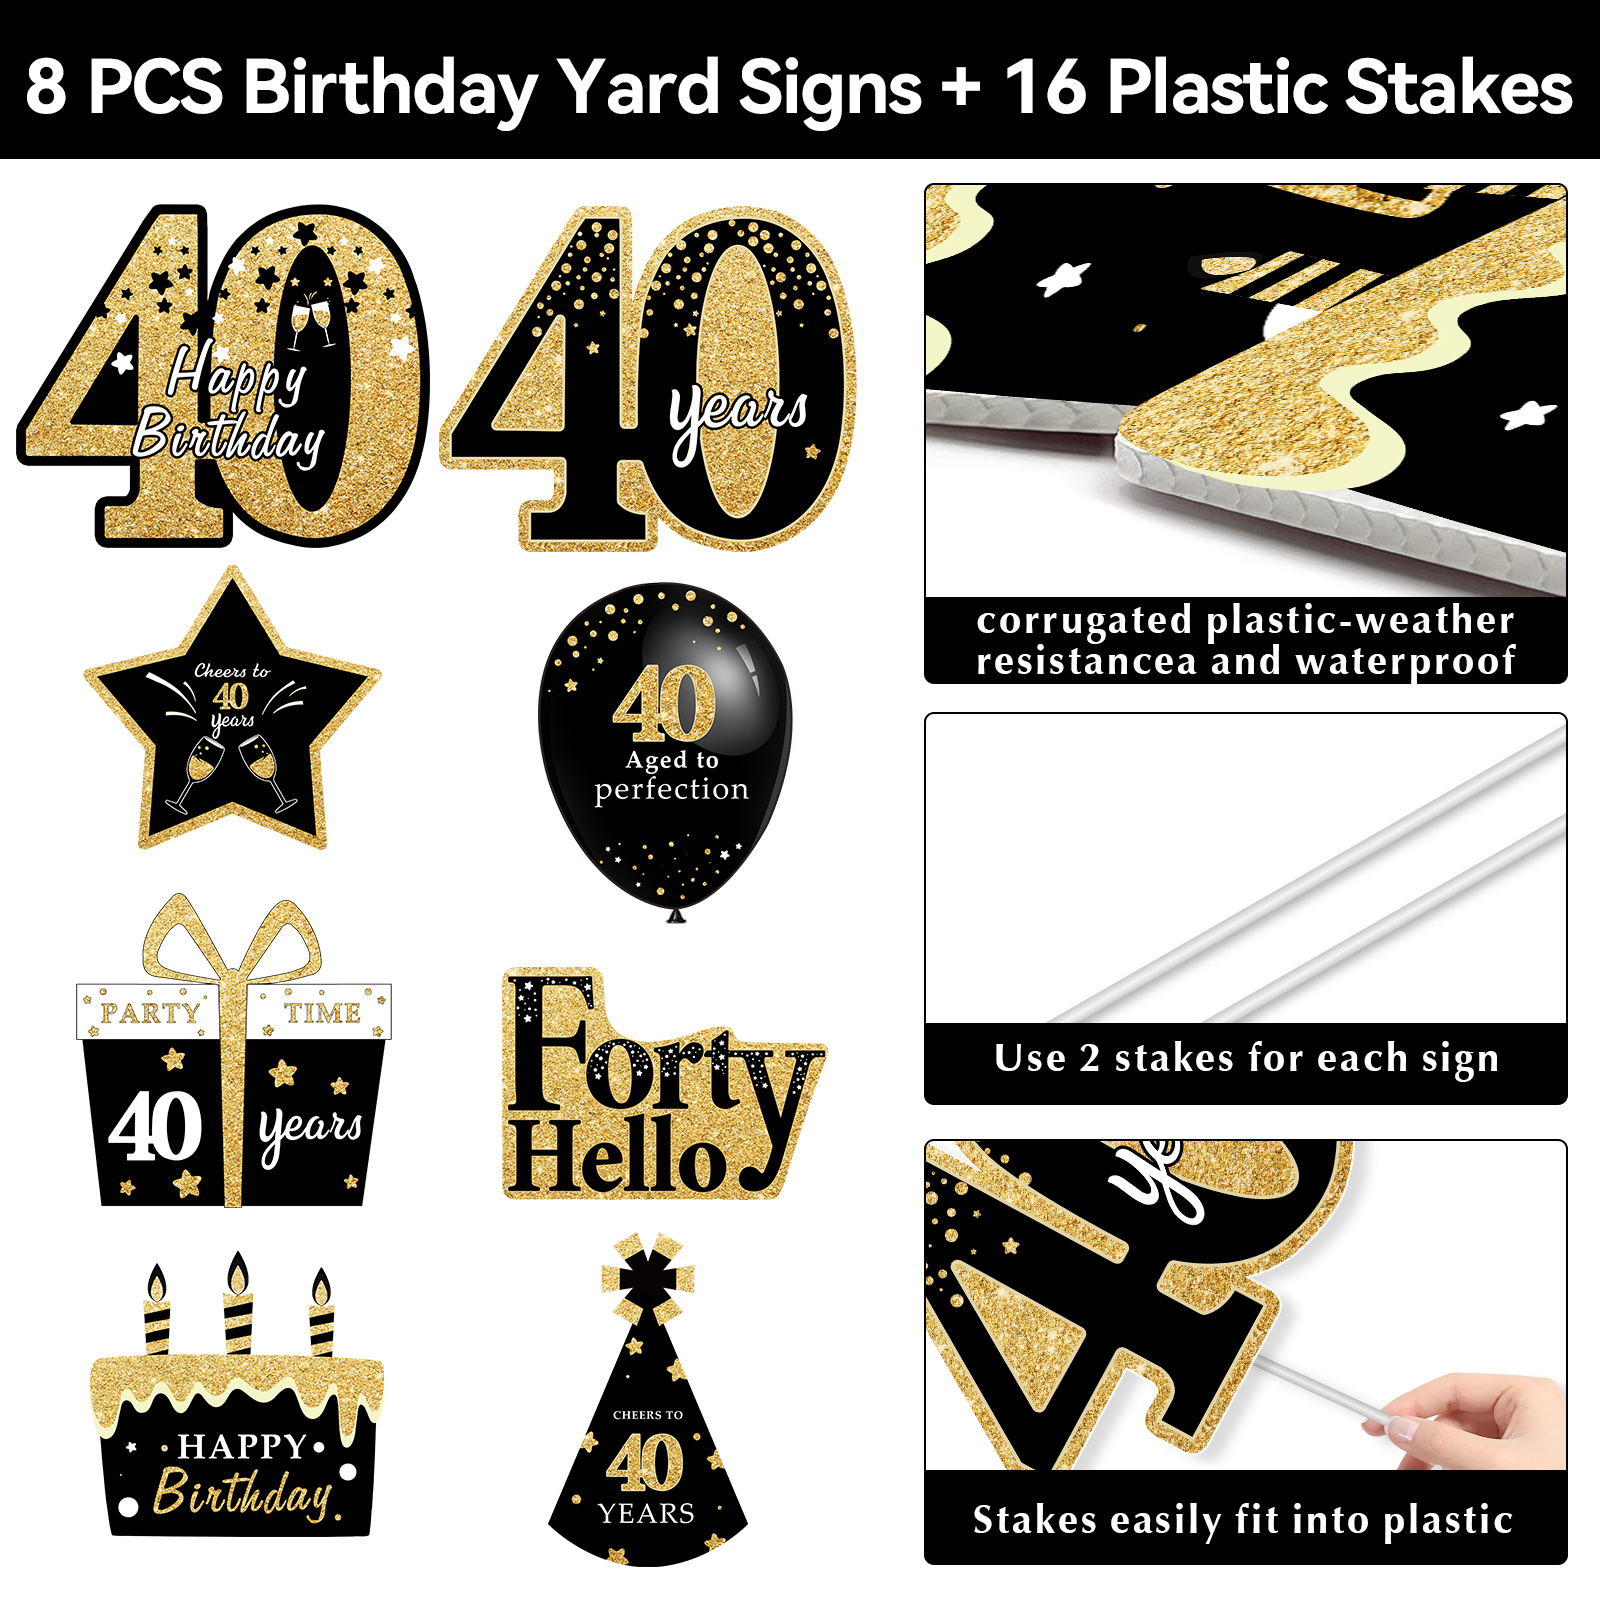 8 PCS Birthday Yard Signs + 16 Plastic Stakes
40
Happy
Birthday
40
years
Cheers to
40
years
40
Aged to
perfection
PARTY TIME
40 years
Forty
Hello
HAPPY
Birthday
CHEERS TO
40
YEARS
corrugated plastic-weather
resistancea and waterproof
Use 2 stakes for each sign
40
ye
Stakes easily fit into plastic